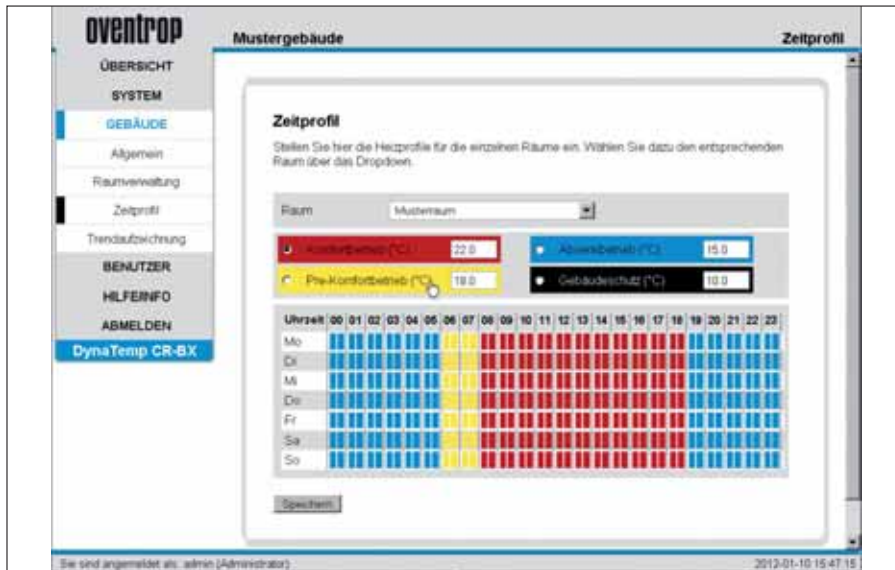 oventrop
Mustergebäude
Zeitprofil
ÜBERSICHT
SYSTEM
GEBÄUDE
Allgemein
Raumverwaltung
Zeitprofil
Trendaufzeichnung
BENUTZER
HILFE/INFO
ABMELDEN
DynaTemp CR-BX
Zeitprofil
Stellen Sie hier die Heizprofile für die einzelnen Räume ein. Wählen Sie dazu den entsprechenden
Raum über das Dropdown.
Raum Musterraum
Komfortbetrieb (°C) 22.0 Absenkbetrieb (°C) 15.0
Pre-Komfortbetrieb (°C) 18.0 Gebäudeschutz (°C) 10.0
Uhrzeit 00 01 02 03 04 05 06 07 08 09 10 11 12 13 14 15 16 17 18 19 20 21 22 23
Mo
Di
Mi
Do
Fr
Sa
So
Speichern
Sie sind angemeldet als: admin (Administrator) 2012-01-10 15:47:15